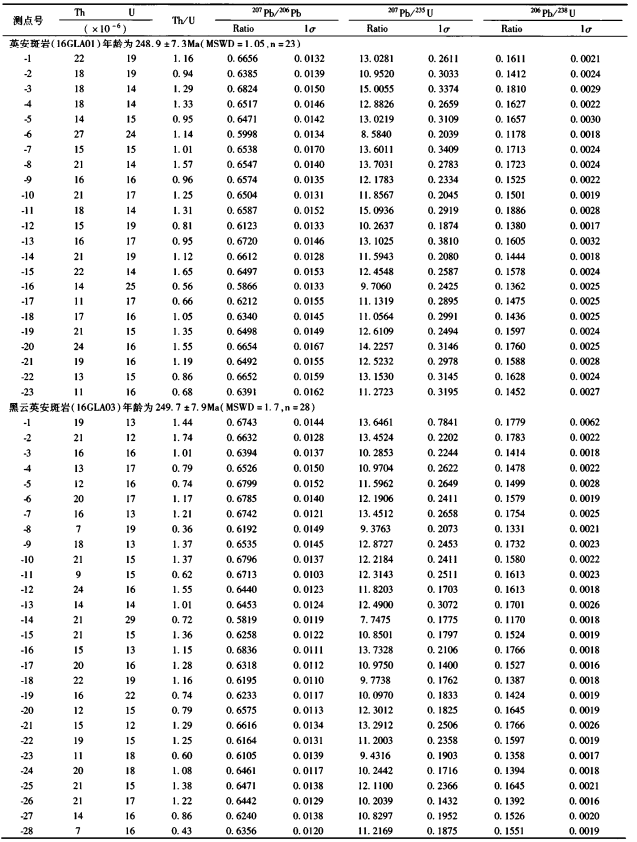 测点号 Th U Th/U 207Pb/206Pb 207Pb/235U 206Pb/238U
(×10-6) Ratio 1σ Ratio 1σ Ratio 1σ
英安斑岩(16GLA01)年龄为248.9±7.3Ma(MSWD=1.05,n=23)
-1 22 19 1.16 0.6656 0.0132 13.0281 0.2611 0.1611 0.0021
-2 18 19 0.94 0.6385 0.0139 10.9520 0.3033 0.1412 0.0024
-3 18 14 1.29 0.6824 0.0150 15.0055 0.3374 0.1810 0.0029
-4 18 14 1.33 0.6517 0.0146 12.8826 0.2659 0.1627 0.0022
-5 14 15 0.95 0.6471 0.0142 13.0219 0.3109 0.1657 0.0030
-6 27 24 1.14 0.5998 0.0134 8.5840 0.2039 0.1178 0.0018
-7 15 15 1.01 0.6538 0.0170 13.6011 0.3409 0.1713 0.0024
-8 21 14 1.57 0.6547 0.0140 13.7031 0.2783 0.1723 0.0024
-9 16 16 0.96 0.6574 0.0135 12.1783 0.2334 0.1525 0.0022
-10 21 17 1.25 0.6504 0.0131 11.8567 0.2045 0.1501 0.0019
-11 18 14 1.31 0.6587 0.0152 15.0936 0.2919 0.1886 0.0028
-12 15 19 0.81 0.6123 0.0133 10.2637 0.1874 0.1380 0.0017
-13 16 17 0.95 0.6720 0.0146 13.1025 0.3810 0.1605 0.0032
-14 21 19 1.12 0.6612 0.0128 11.5943 0.2080 0.1444 0.0018
-15 22 14 1.65 0.6497 0.0153 12.4548 0.2587 0.1578 0.0024
-16 14 25 0.56 0.5866 0.0133 9.7060 0.2425 0.1362 0.0025
-17 11 17 0.66 0.6212 0.0155 11.1319 0.2895 0.1475 0.0025
-18 17 16 1.05 0.6340 0.0145 11.0564 0.2991 0.1436 0.0025
-19 21 15 1.35 0.6498 0.0149 12.6109 0.2494 0.1597 0.0024
-20 24 16 1.55 0.6654 0.0167 14.2257 0.3146 0.1760 0.0025
-21 19 16 1.19 0.6492 0.0155 12.5232 0.2978 0.1588 0.0028
-22 13 15 0.86 0.6652 0.0159 13.1530 0.3145 0.1628 0.0024
-23 11 16 0.68 0.6391 0.0162 11.2723 0.3195 0.1452 0.0027
黑云英安斑岩(16GLA03)年龄为249.7±7.9Ma(MSWD=1.7,n=28)
-1 19 13 1.44 0.6743 0.0144 13.6461 0.7841 0.1779 0.0062
-2 21 12 1.74 0.6632 0.0128 13.4524 0.2202 0.1783 0.0022
-3 16 16 1.01 0.6394 0.0137 10.2853 0.2244 0.1414 0.0018
-4 13 17 0.79 0.6526 0.0150 10.9704 0.2622 0.1478 0.0022
-5 12 16 0.74 0.6799 0.0152 11.5962 0.2649 0.1499 0.0028
-6 20 17 1.17 0.6785 0.0140 12.1906 0.2411 0.1579 0.0019
-7 16 13 1.21 0.6742 0.0121 13.4512 0.2658 0.1754 0.0025
-8 7 19 0.36 0.6192 0.0149 9.3763 0.2073 0.1331 0.0021
-9 18 13 1.37 0.6535 0.0145 12.8727 0.2453 0.1732 0.0023
-10 21 15 1.37 0.6796 0.0137 12.2184 0.2411 0.1580 0.0022
-11 9 15 0.62 0.6713 0.0103 12.3143 0.2511 0.1613 0.0023
-12 24 16 1.55 0.6440 0.0123 11.8203 0.1703 0.1613 0.0018
-13 14 14 1.01 0.6453 0.0124 12.4900 0.3072 0.1701 0.0026
-14 21 29 0.72 0.5819 0.0119 7.7475 0.1775 0.1170 0.0018
-15 21 15 1.36 0.6258 0.0122 10.8501 0.1797 0.1524 0.0019
-16 15 13 1.15 0.6836 0.0111 13.7328 0.2106 0.1766 0.0018
-17 20 16 1.28 0.6318 0.0112 10.9750 0.1400 0.1527 0.0016
-18 22 19 1.16 0.6195 0.0110 9.7738 0.1762 0.1387 0.0018
-19 16 22 0.74 0.6233 0.0117 10.0970 0.1833 0.1424 0.0019
-20 12 15 0.79 0.6575 0.0113 12.3012 0.1825 0.1645 0.0019
-21 15 12 1.29 0.6616 0.0134 13.2912 0.2506 0.1766 0.0026
-22 19 15 1.25 0.6164 0.0131 11.2003 0.2358 0.1597 0.0019
-23 11 18 0.60 0.6105 0.0139 9.4316 0.1903 0.1358 0.0017
-24 20 18 1.08 0.6461 0.0117 10.2442 0.1716 0.1394 0.0018
-25 21 15 1.38 0.6471 0.0138 12.1100 0.2366 0.1645 0.0021
-26 21 17 1.22 0.6442 0.0129 10.2039 0.1432 0.1392 0.0016
-27 14 16 0.86 0.6240 0.0138 10.8297 0.1952 0.1526 0.0020
-28 7 16 0.43 0.6356 0.0120 11.2169 0.1875 0.1551 0.0019